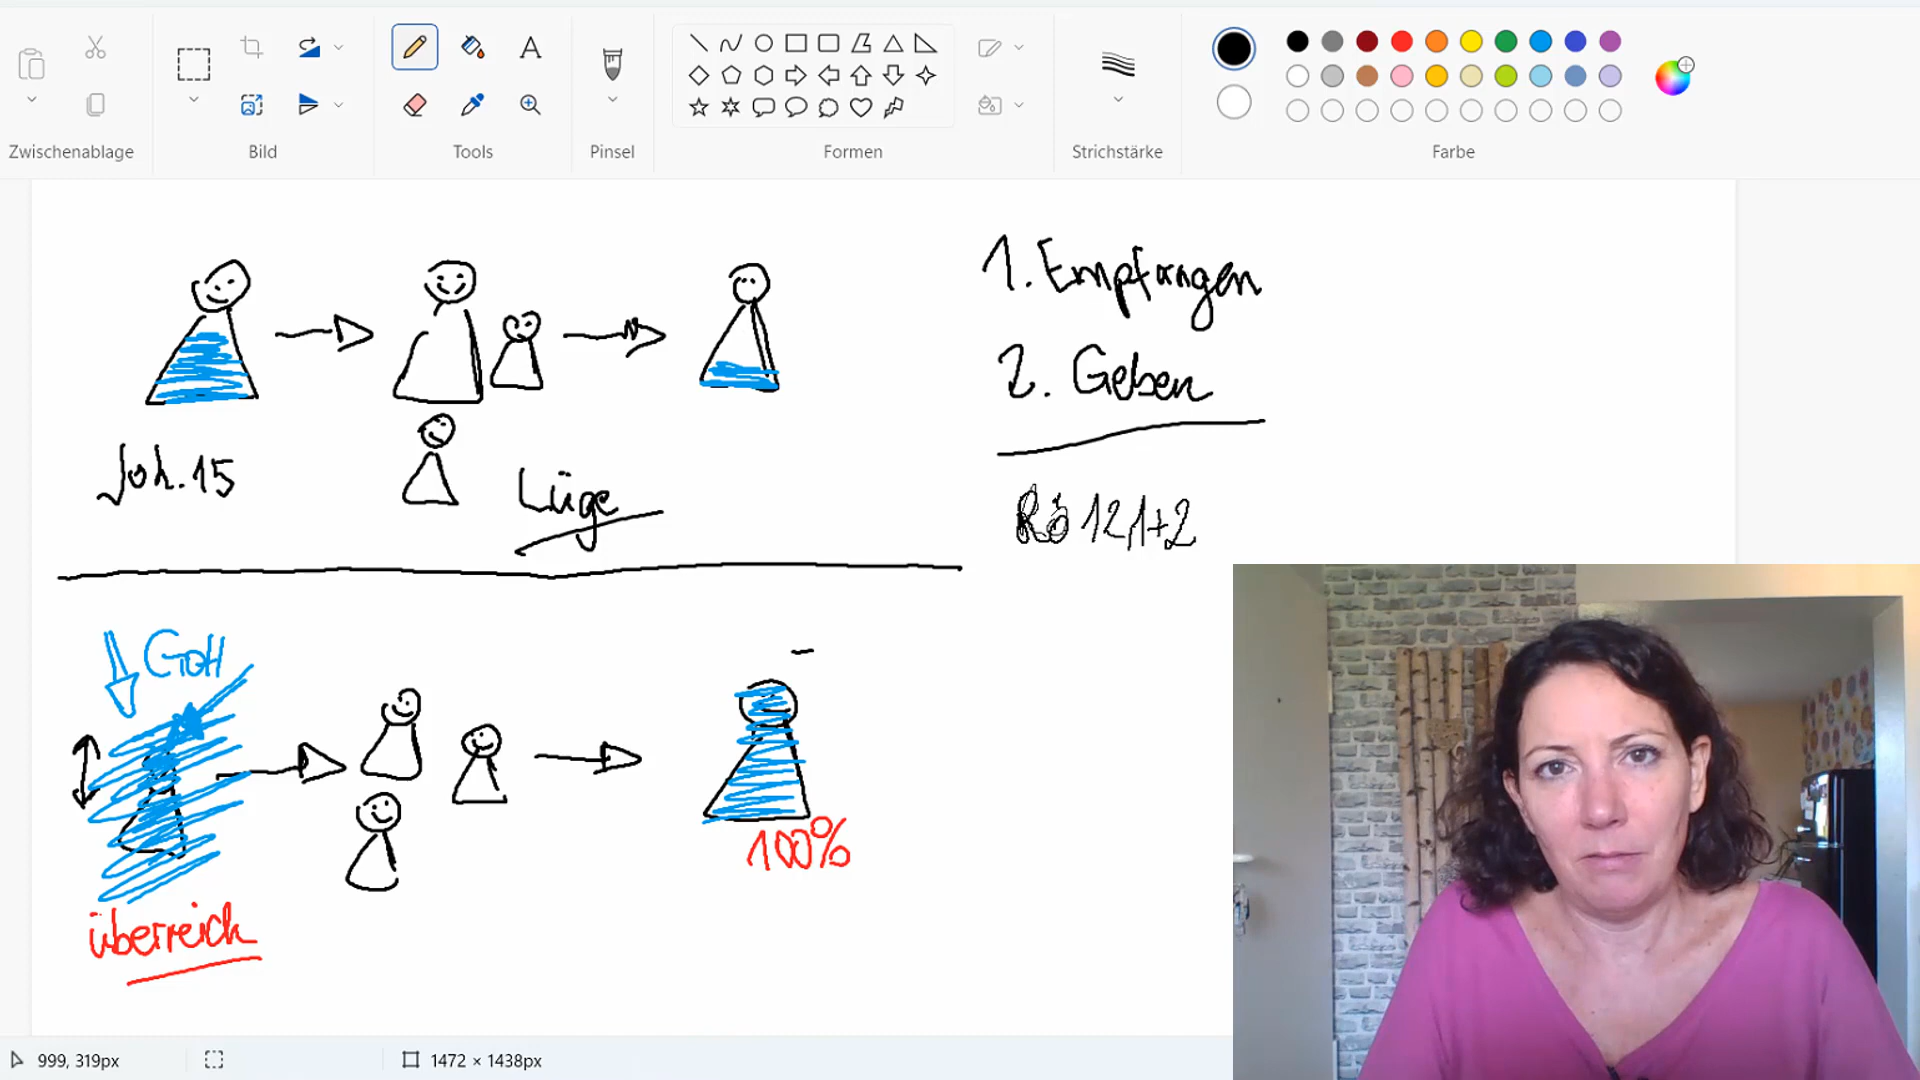 Zwischenablage
Bild
Tools
Pinsel
Formen
Strichstärke
Farbe
1. Empfangen
2. Geben
Joh. 15
Lüge
Rö 12,1+2
Gott
überreich
100%
999, 319px
1472 × 1438px